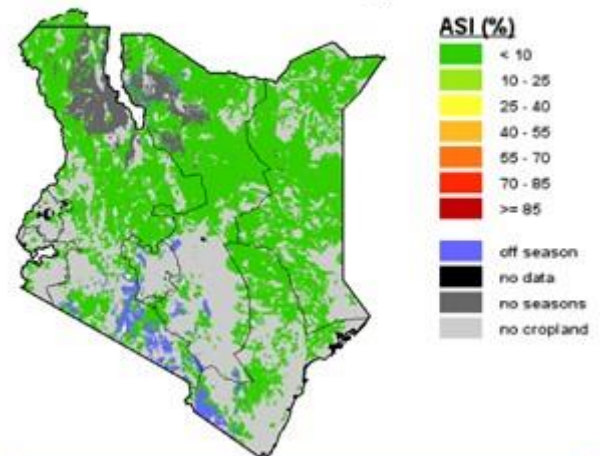 ASI (%)
< 10
10 - 25
25 - 40
40 - 55
55 - 70
70 - 85
>= 85
off season
no data
no seasons
no cropland